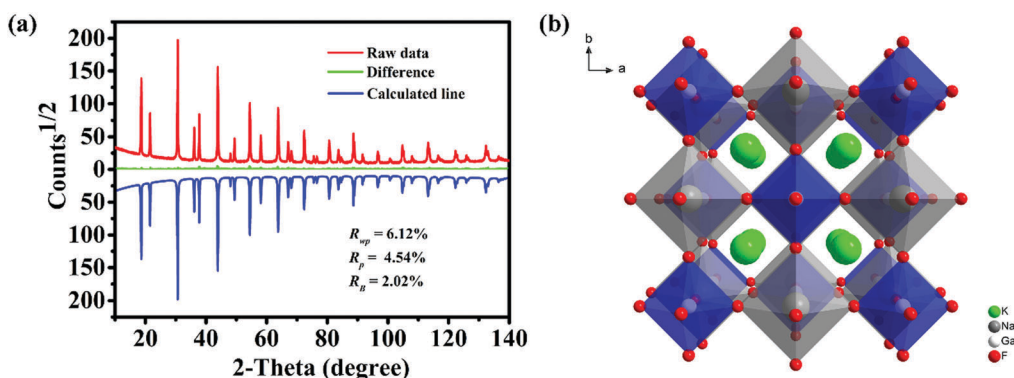 (a)
200
150
100
50
0
50
100
150
200
Counts1/2
Raw data
Difference
Calculated line
Rwp = 6.12%
Rp = 4.54%
RB = 2.02%
20 40 60 80 100 120 140
2-Theta (degree)
(b)
b
a
K
Na
Ga
F